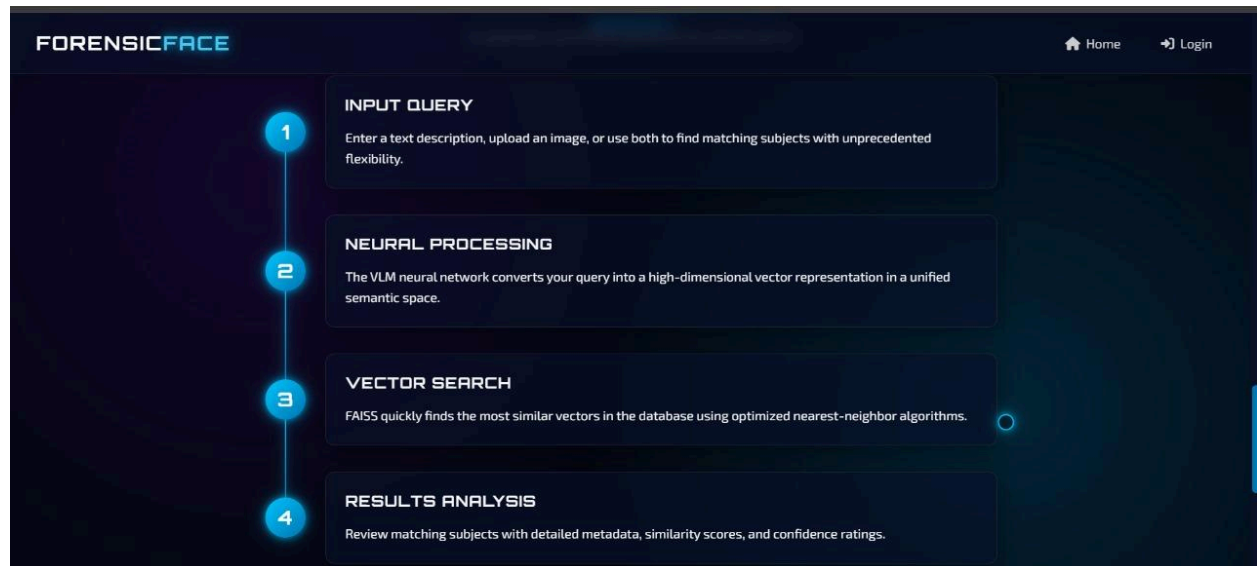 FORENSICFACE
Home
Login
1
INPUT QUERY
Enter a text description, upload an image, or use both to find matching subjects with unprecedented
flexibility.
2
NEURAL PROCESSING
The VLM neural network converts your query into a high-dimensional vector representation in a unified
semantic space.
3
VECTOR SEARCH
FAISS quickly finds the most similar vectors in the database using optimized nearest-neighbor algorithms.
4
RESULTS ANALYSIS
Review matching subjects with detailed metadata, similarity scores, and confidence ratings.